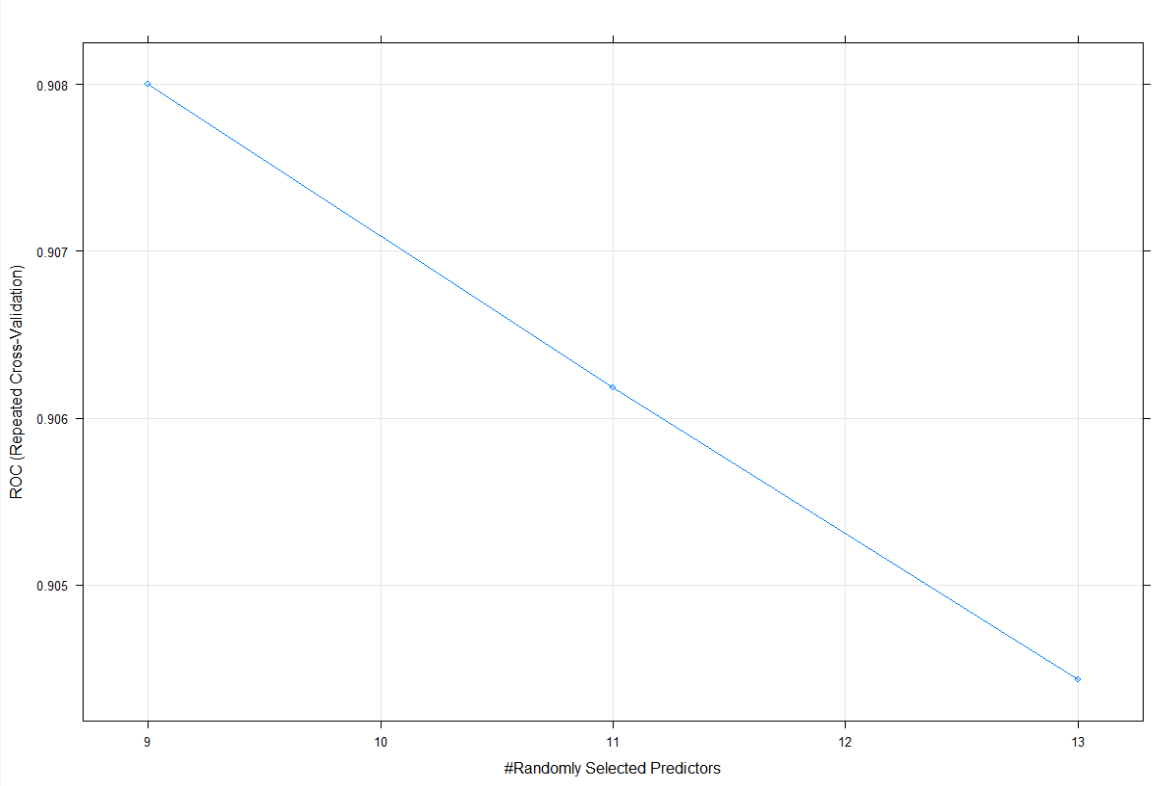 0.908
0.907
0.906
0.905
ROC (Repeated Cross-Validation)
9 10 11 12 13
#Randomly Selected Predictors